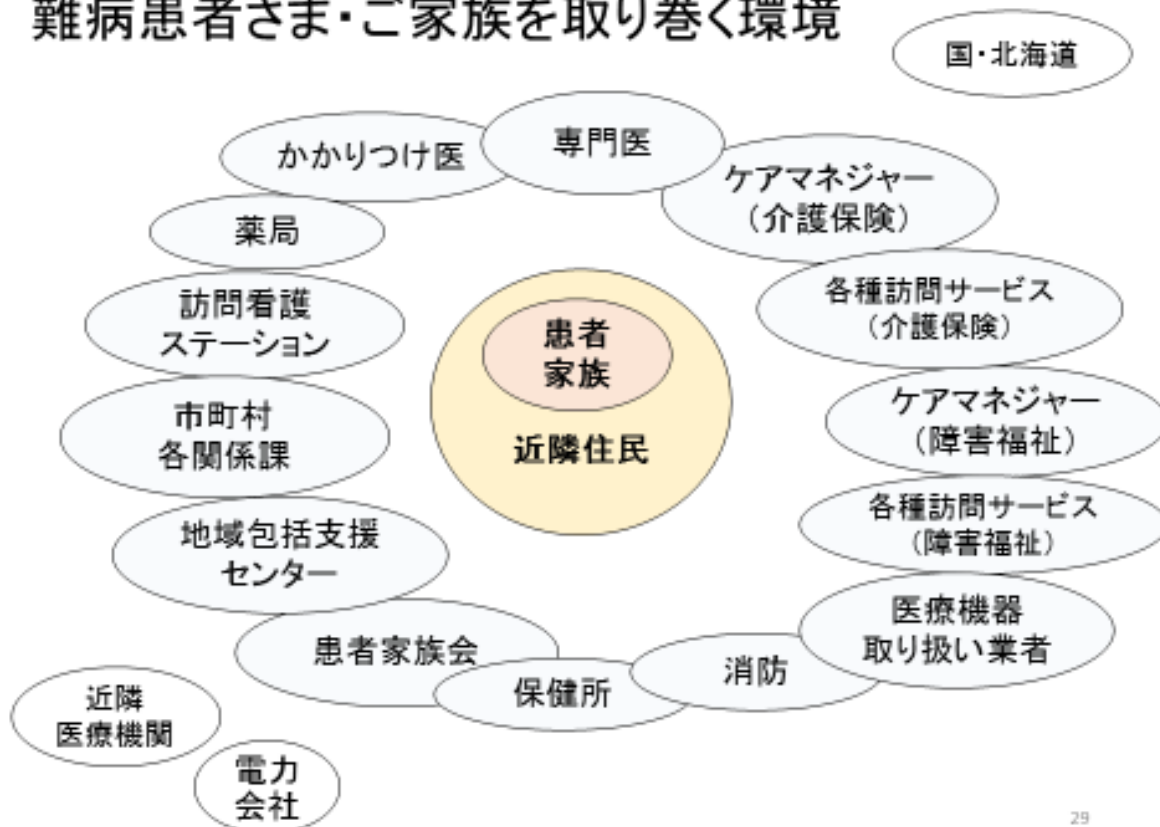 難病患者さま・ご家族を取り巻く環境
国・北海道
かかりつけ医
専門医
ケアマネジャー
（介護保険）
薬局
各種訪問サービス
（介護保険）
訪問看護
ステーション
患者
家族
近隣住民
ケアマネジャー
（障害福祉）
市町村
各関係課
各種訪問サービス
（障害福祉）
地域包括支援
センター
医療機器
取り扱い業者
患者家族会
保健所
消防
近隣
医療機関
電力
会社
29